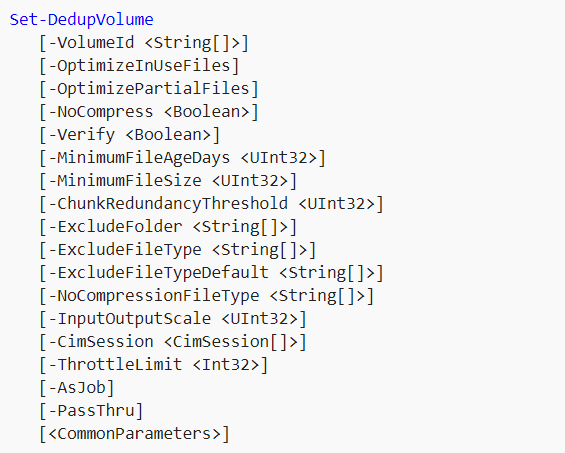 Set-DedupVolume
[-VolumeId <String[]>]
[-OptimizeInUseFiles]
[-OptimizePartialFiles]
[-NoCompress <Boolean>]
[-Verify <Boolean>]
[-MinimumFileAgeDays <UInt32>]
[-MinimumFileSize <UInt32>]
[-ChunkRedundancyThreshold <UInt32>]
[-ExcludeFolder <String[]>]
[-ExcludeFileType <String[]>]
[-ExcludeFileTypeDefault <String[]>]
[-NoCompressionFileType <String[]>]
[-InputOutputScale <UInt32>]
[-CimSession <CimSession[]>]
[-ThrottleLimit <Int32>]
[-AsJob]
[-PassThru]
[<CommonParameters>]